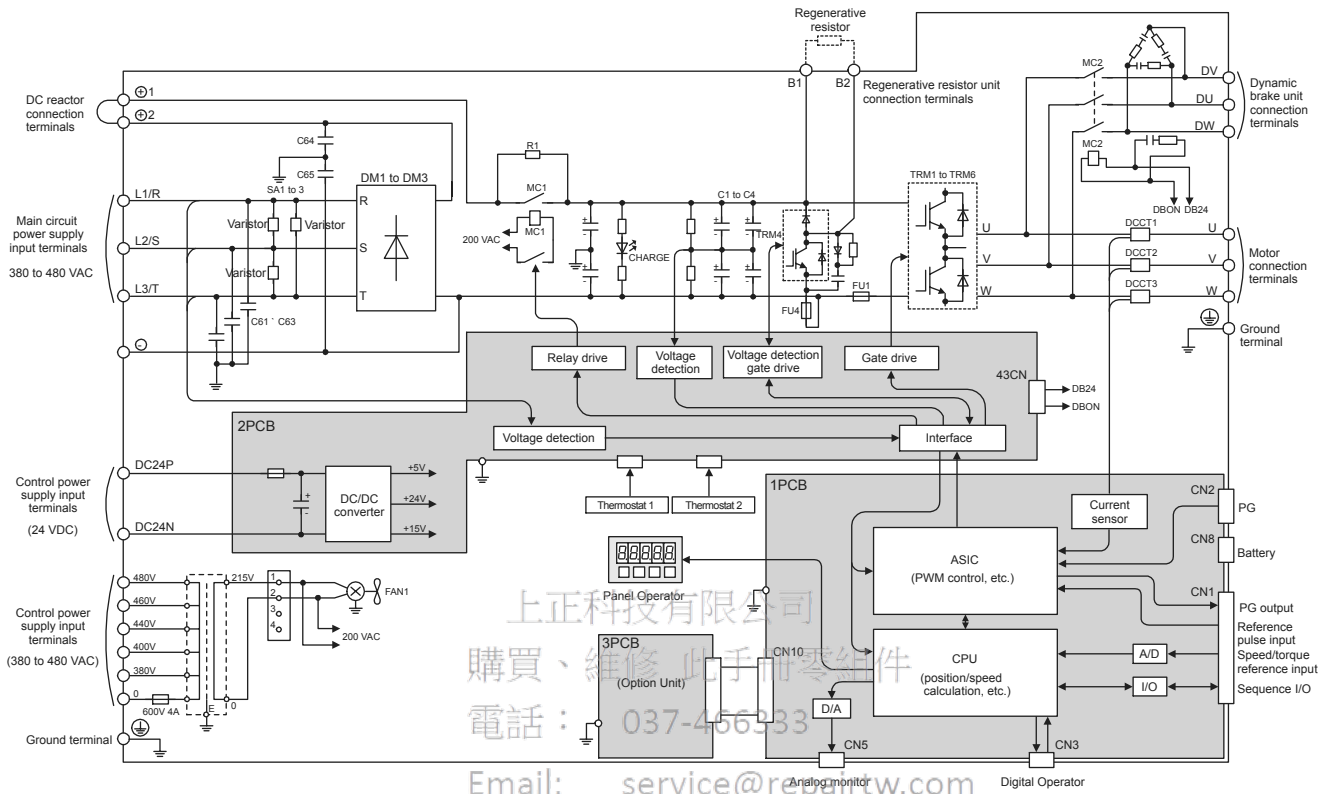 Regenerative
resistor
B1
B2
Regenerative resistor unit
connection terminals
MC2
DV
DU
DW
Dynamic
brake unit
connection
terminals
MC2
DBON DB24
DC reactor
connection
terminals
⊕1
⊕2
C64
C65
R1
MC1
MC1
200 VAC
CHARGE
C1 to C4
TRM4
FU4
FU1
TRM1 to TRM6
U
V
W
DCCT1
DCCT2
DCCT3
U
V
W
Motor
connection
terminals
Ground
terminal
Main circuit
power supply
input terminals
380 to 480 VAC
L1/R
L2/S
L3/T
⊖
SA1 to 3
Varistor
Varistor
Varistor
C61 ` C63
DM1 to DM3
R
S
T
2PCB
Relay drive
Voltage
detection
Voltage detection
gate drive
Gate drive
43CN
DB24
DBON
Voltage detection
Interface
Control power
supply input
terminals
(24 VDC)
DC24P
DC24N
DC/DC
converter
+5V
+24V
+15V
Thermostat 1
Thermostat 2
1PCB
Current
sensor
CN2
PG
CN8
Battery
CN1
PG output
Reference
pulse input
Speed/torque
reference input
Sequence I/O
ASIC
(PWM control, etc.)
CPU
(position/speed
calculation, etc.)
A/D
I/O
D/A
CN5
Analog monitor
CN3
Digital Operator
Panel Operator
3PCB
(Option Unit)
CN10
Control power
supply input
terminals
(380 to 480 VAC)
480V
460V
440V
400V
380V
0
600V 4A
E
215V
0
1
2
3
4
FAN1
200 VAC
Ground terminal
上正科技有限公司
購買、維修 此手冊零組件
電話： 037-466333
Email: service@repairtw.com